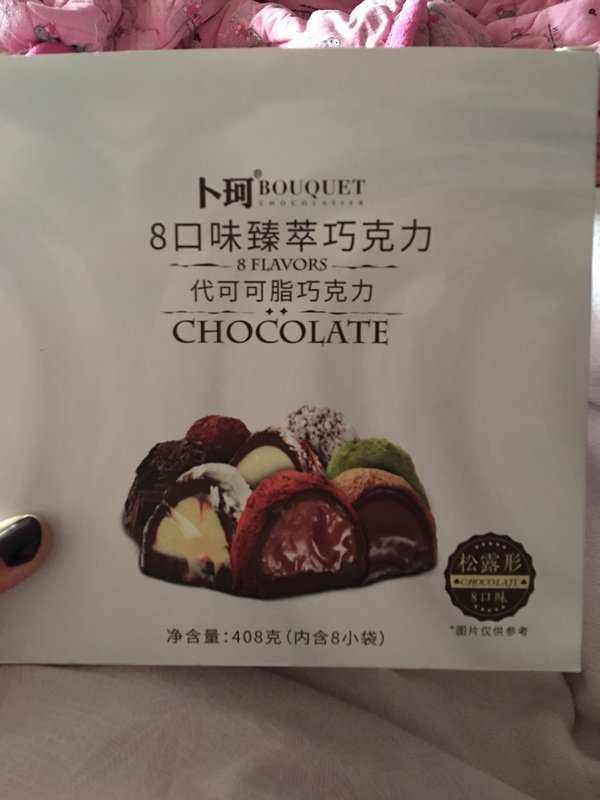 卜珂® BOUQUET
CHOCOLATIER
8口味臻萃巧克力
8 FLAVORS
代可可脂巧克力
CHOCOLATE
松露形
CHOCOLATE
8口味
*图片仅供参考
净含量:408克(内含8小袋)